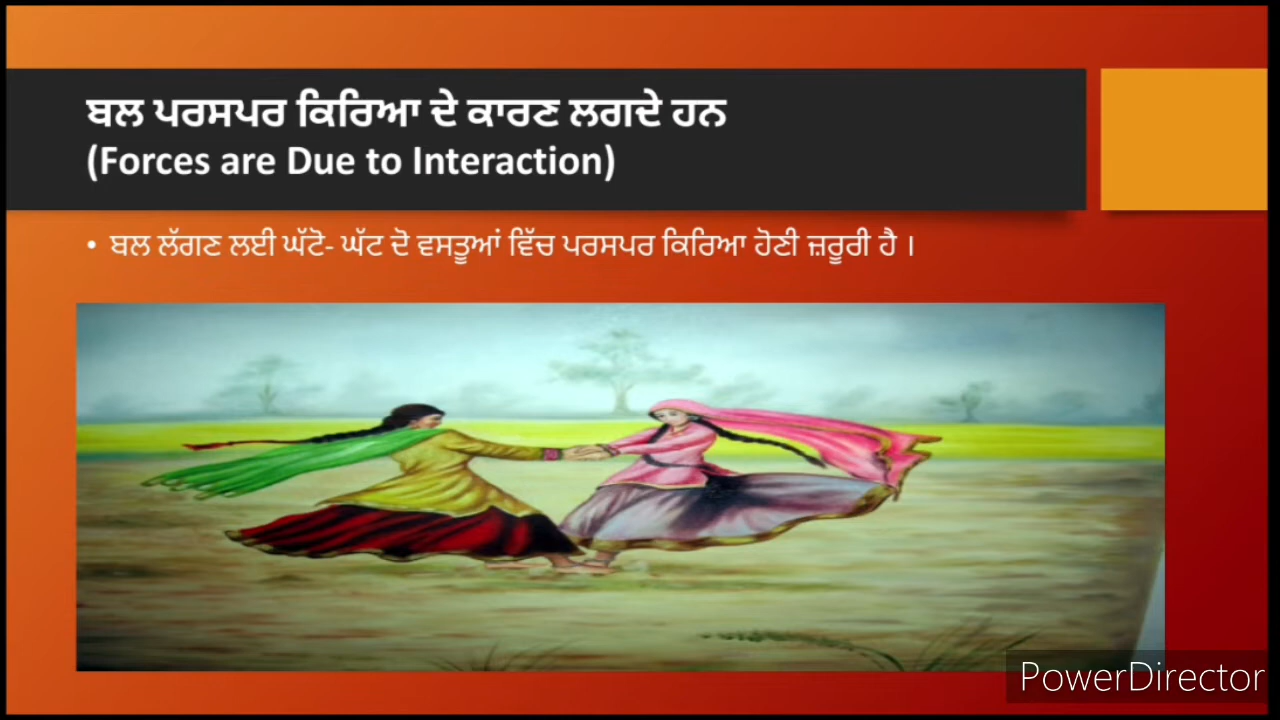 ਬਲ ਪਰਸਪਰ ਕਿਰਿਆ ਦੇ ਕਾਰਣ ਲਗਦੇ ਹਨ
(Forces are Due to Interaction)
• ਬਲ ਲੱਗਣ ਲਈ ਘੱਟੋ- ਘੱਟ ਦੋ ਵਸਤੂਆਂ ਵਿੱਚ ਪਰਸਪਰ ਕਿਰਿਆ ਹੋਣੀ ਜ਼ਰੂਰੀ ਹੈ ।
PowerDirector